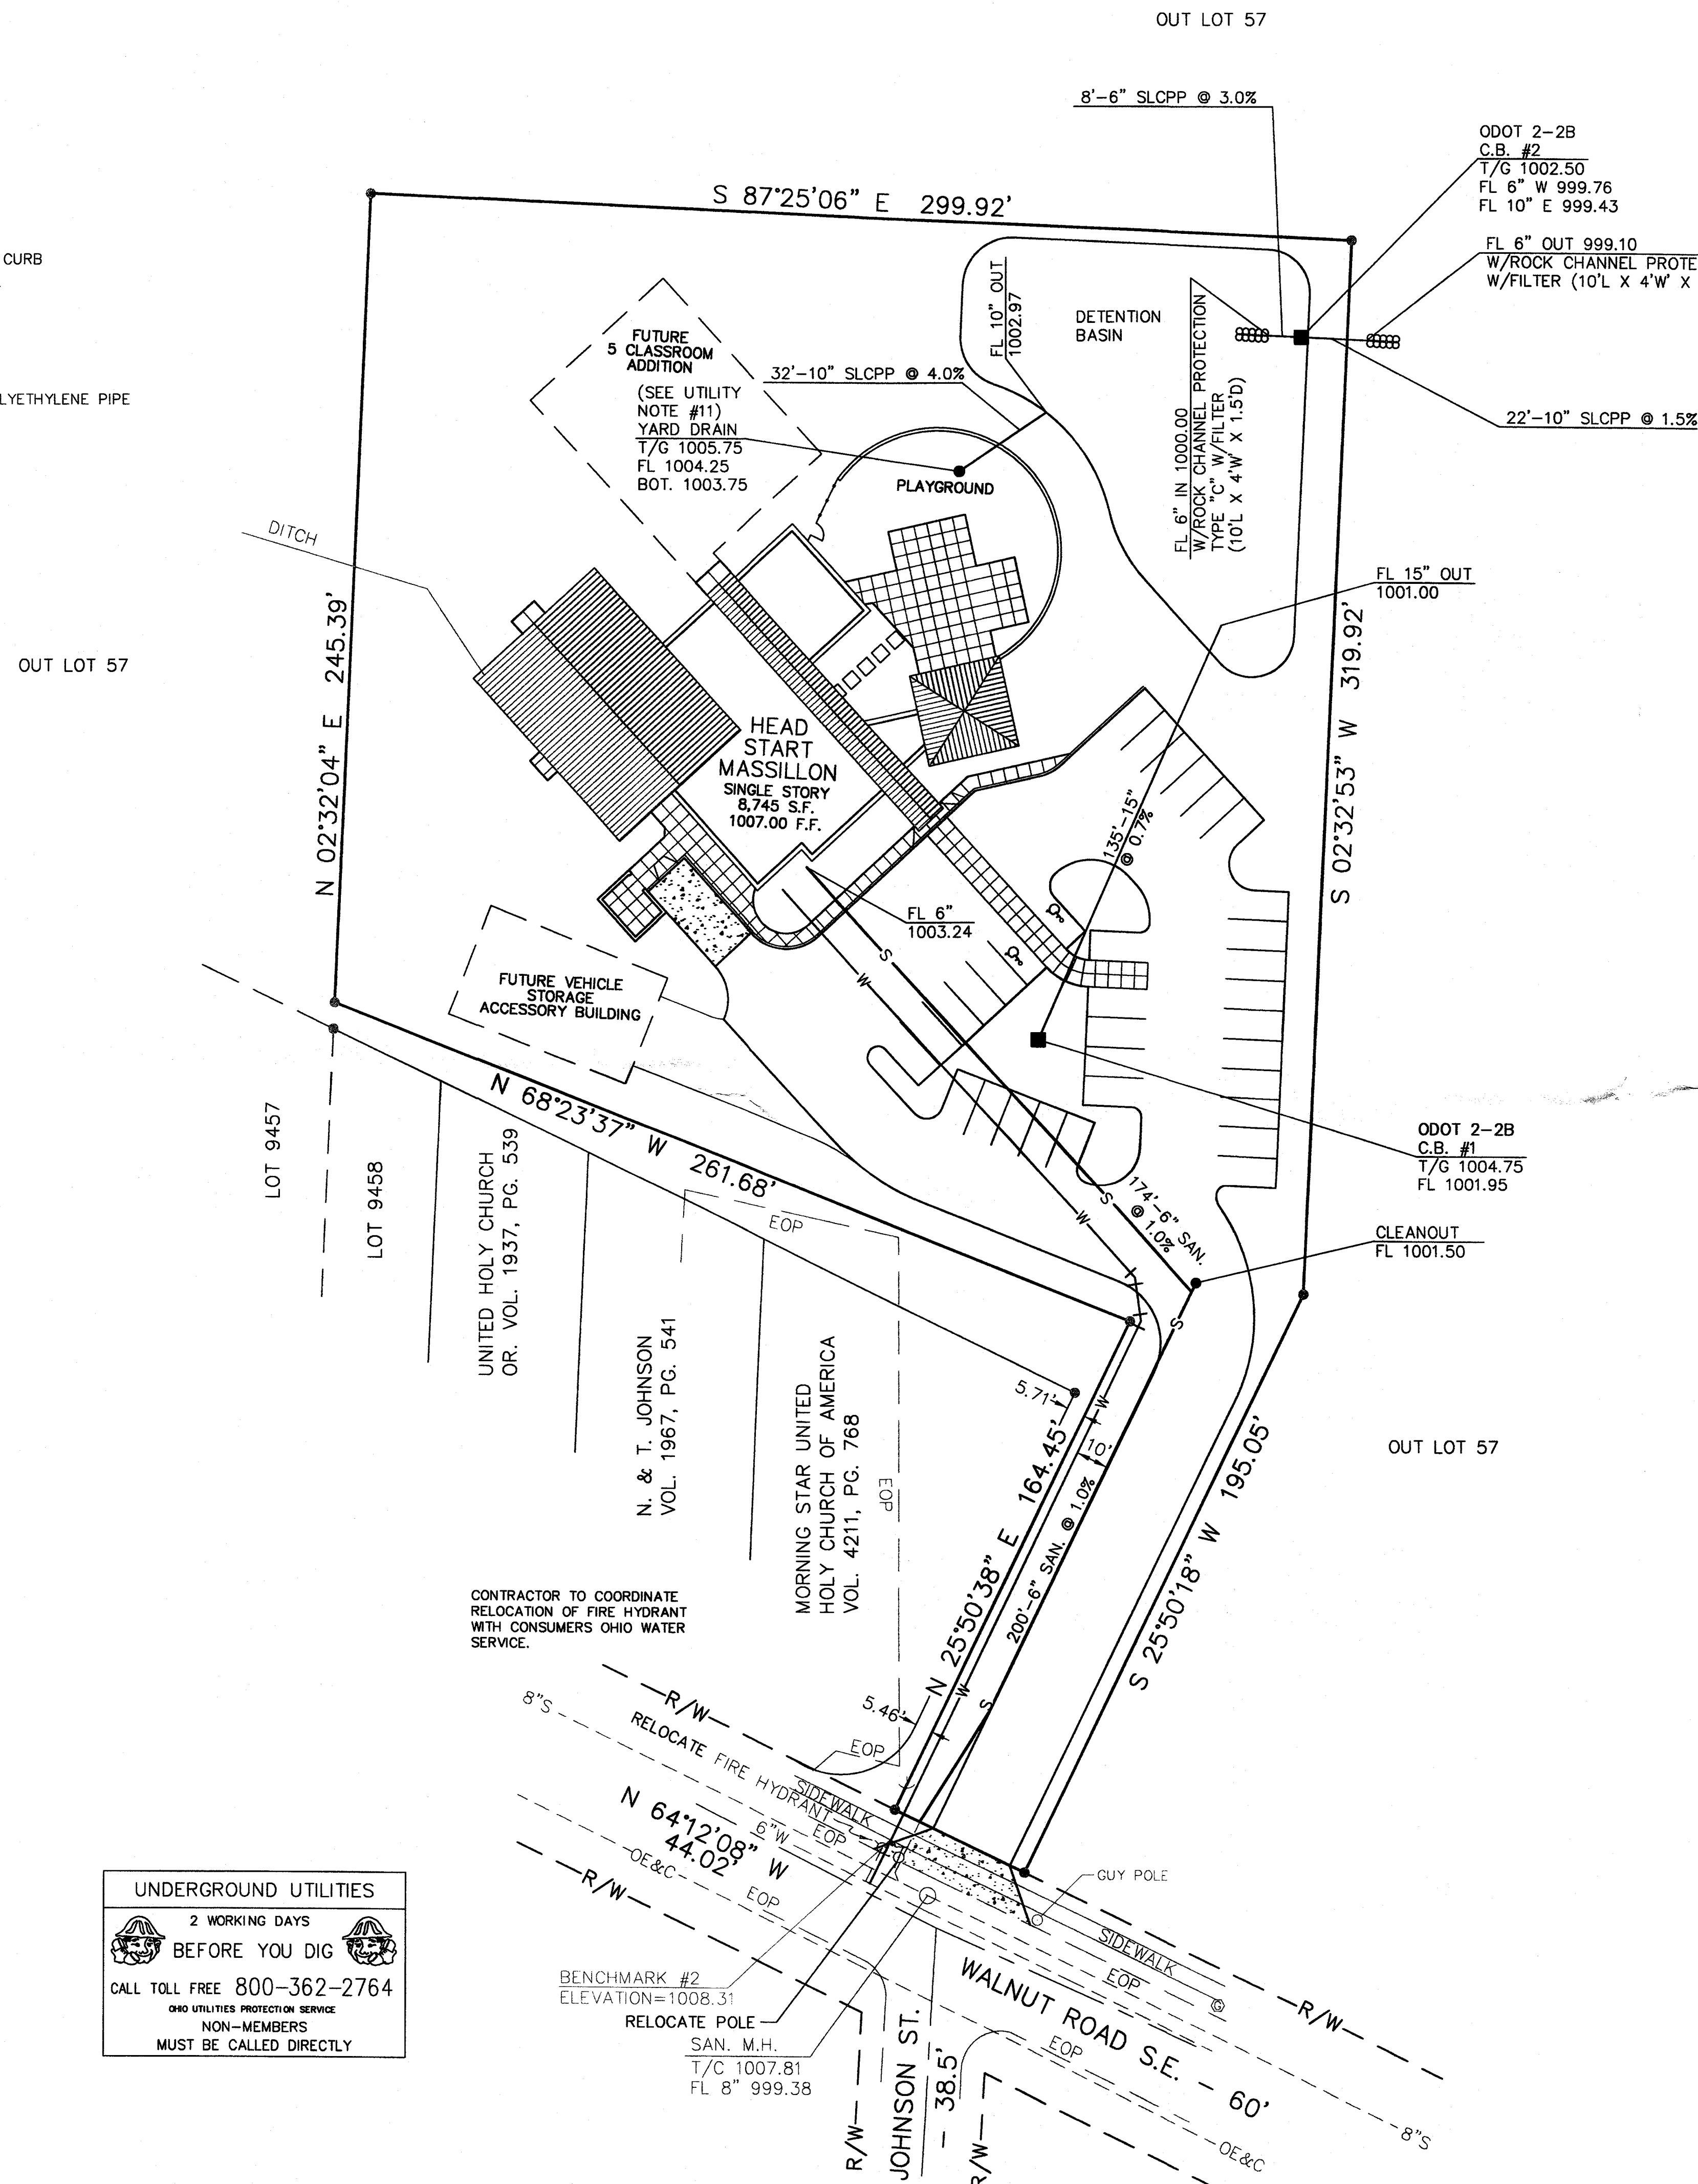 OUT LOT 57
8'-6" SLCPP @ 3.0%
ODOT 2-2B
C.B. #2
T/G 1002.50
FL 6" W 999.76
FL 10" E 999.43
S 87°25'06" E 299.92'
FL 6" OUT 999.10
W/ROCK CHANNEL PROTE
W/FILTER (10'L X 4'W' X
CURB
LYETHYLENE PIPE
FL 10" OUT
1002.97
DETENTION
BASIN
FL 6" IN 1000.00
W/ROCK CHANNEL PROTECTION
TYPE "C" W/FILTER
(10'L X 4'W' X 1.5'D)
22'-10" SLCPP @ 1.5%
FUTURE
5 CLASSROOM
ADDITION
32'-10" SLCPP @ 4.0%
(SEE UTILITY
NOTE #11)
YARD DRAIN
T/G 1005.75
FL 1004.25
BOT. 1003.75
PLAYGROUND
DITCH
FL 15" OUT
1001.00
N 02°32'04" E 245.39'
OUT LOT 57
S 02°32'53" W 319.92'
HEAD
START
MASSILLON
SINGLE STORY
8,745 S.F.
1007.00 F.F.
135'-15"
@ 0.7%
FL 6"
1003.24
S
W
FUTURE VEHICLE
STORAGE
ACCESSORY BUILDING
N 68°23'37" W 261.68'
LOT 9457
LOT 9458
UNITED HOLY CHURCH
OR. VOL. 1937, PG. 539
EOP
ODOT 2-2B
C.B. #1
T/G 1004.75
FL 1001.95
S
W
174'-6" SAN.
@ 1.0%
CLEANOUT
FL 1001.50
S
N. & T. JOHNSON
VOL. 1967, PG. 541
MORNING STAR UNITED
HOLY CHURCH OF AMERICA
VOL. 4211, PG. 768
EOP
5.71'
W
10'
N 25°50'38" E 164.45'
200'-6" SAN. @ 1.0%
S 25°50'18" W 195.05'
OUT LOT 57
CONTRACTOR TO COORDINATE
RELOCATION OF FIRE HYDRANT
WITH CONSUMERS OHIO WATER
SERVICE.
W
S
5.46'
EOP
R/W
8"S
RELOCATE FIRE HYDRANT
SIDEWALK
EOP
6"W
N 64°12'08" W
44.02'
OE&C
EOP
R/W
GUY POLE
SIDEWALK
EOP
G
R/W
WALNUT ROAD S.E. - 60'
EOP
8"S
OE&C
BENCHMARK #2
ELEVATION=1008.31
RELOCATE POLE
SAN. M.H.
T/C 1007.81
FL 8" 999.38
R/W
JOHNSON ST.
- 38.5'
R/W
UNDERGROUND UTILITIES
2 WORKING DAYS
BEFORE YOU DIG
CALL TOLL FREE 800-362-2764
OHIO UTILITIES PROTECTION SERVICE
NON-MEMBERS
MUST BE CALLED DIRECTLY